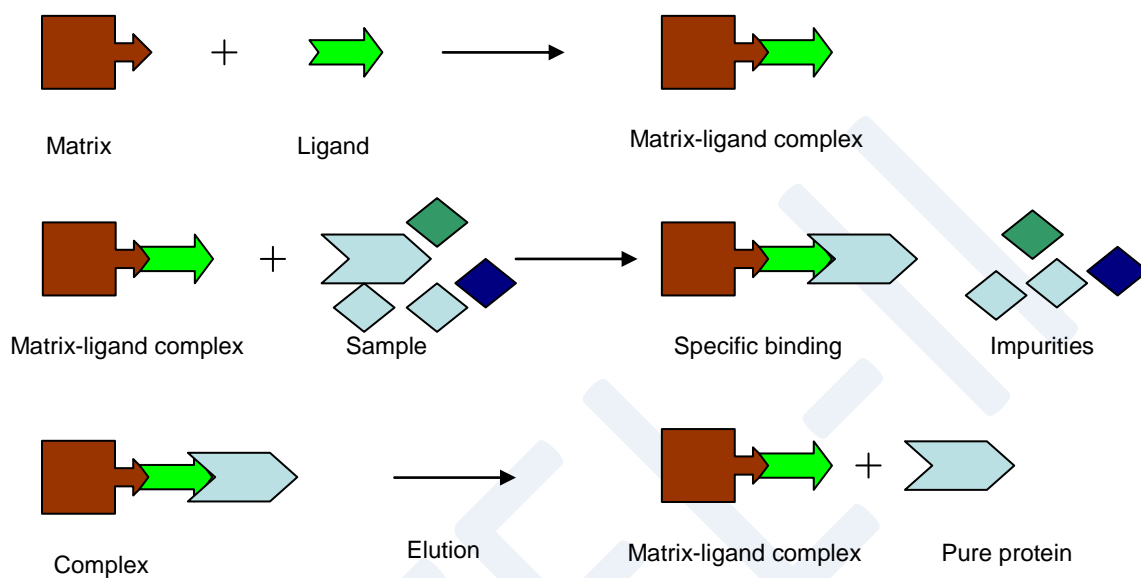 Matrix
Ligand
Matrix-ligand complex
Matrix-ligand complex
Sample
Specific binding
Impurities
Complex
Elution
Matrix-ligand complex
Pure protein